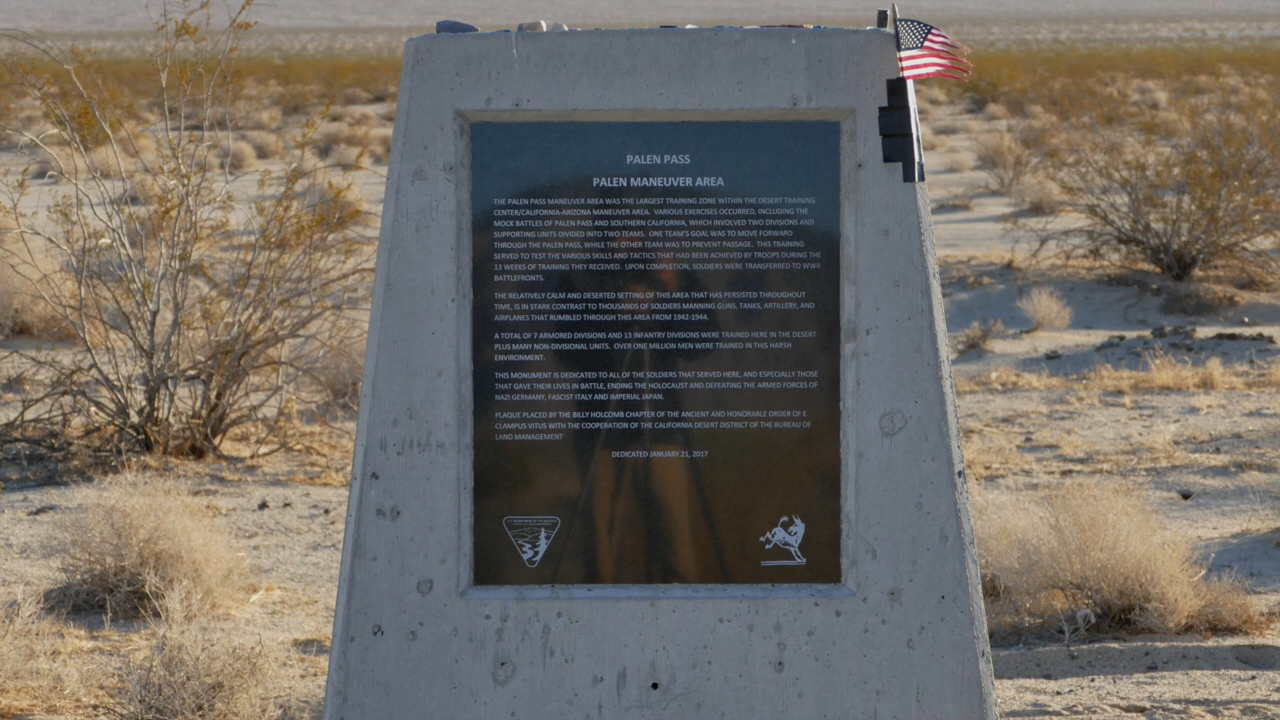 PALEN PASS
PALEN MANEUVER AREA
THE PALEN PASS MANEUVER AREA WAS THE LARGEST TRAINING ZONE WITHIN THE DESERT TRAINING
CENTER/CALIFORNIA-ARIZONA MANEUVER AREA. VARIOUS EXERCISES OCCURRED, INCLUDING THE
MOCK BATTLES OF PALEN PASS AND SOUTHERN CALIFORNIA, WHICH INVOLVED TWO DIVISIONS AND
SUPPORTING UNITS DIVIDED INTO TWO TEAMS. ONE TEAM'S GOAL WAS TO MOVE FORWARD
THROUGH THE PALEN PASS, WHILE THE OTHER TEAM WAS TO PREVENT PASSAGE. THIS TRAINING
SERVED TO TEST THE VARIOUS SKILLS AND TACTICS THAT HAD BEEN ACHIEVED BY TROOPS DURING THE
13 WEEKS OF TRAINING THEY RECEIVED. UPON COMPLETION, SOLDIERS WERE TRANSFERRED TO WWII
BATTLEFRONTS.
THE RELATIVELY CALM AND DESERTED SETTING OF THIS AREA THAT HAS PERSISTED THROUGHOUT
TIME, IS IN STARK CONTRAST TO THOUSANDS OF SOLDIERS MANNING GUNS, TANKS, ARTILLERY, AND
AIRPLANES THAT RUMBLED THROUGH THIS AREA FROM 1942-1944.
A TOTAL OF 7 ARMORED DIVISIONS AND 13 INFANTRY DIVISIONS WERE TRAINED HERE IN THE DESERT
PLUS MANY NON-DIVISIONAL UNITS. OVER ONE MILLION MEN WERE TRAINED IN THIS HARSH
ENVIRONMENT.
THIS MONUMENT IS DEDICATED TO ALL OF THE SOLDIERS THAT SERVED HERE, AND ESPECIALLY THOSE
THAT GAVE THEIR LIVES IN BATTLE, ENDING THE HOLOCAUST AND DEFEATING THE ARMED FORCES OF
NAZI GERMANY, FASCIST ITALY AND IMPERIAL JAPAN.
PLAQUE PLACED BY THE BILLY HOLCOMB CHAPTER OF THE ANCIENT AND HONORABLE ORDER OF E
CLAMPUS VITUS WITH THE COOPERATION OF THE CALIFORNIA DESERT DISTRICT OF THE BUREAU OF
LAND MANAGEMENT
DEDICATED JANUARY 21, 2017